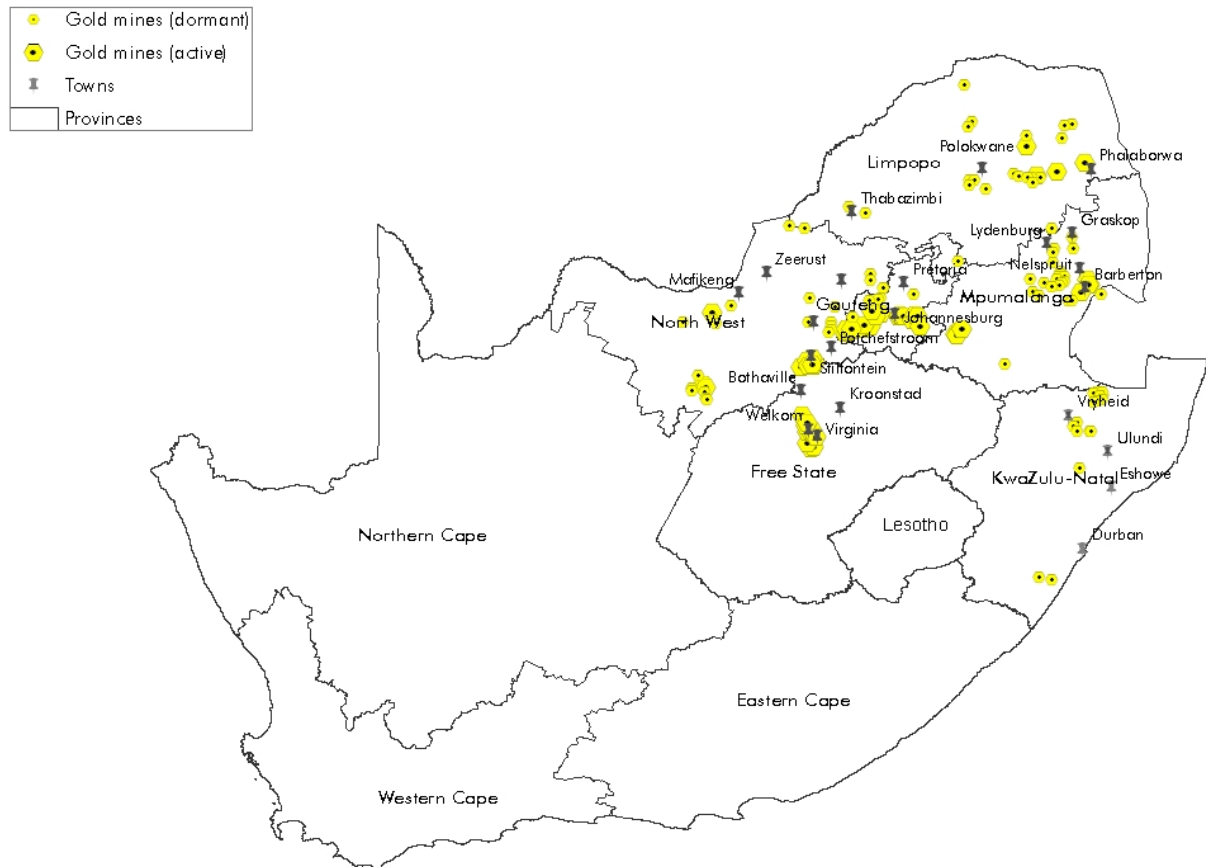 Gold mines (dormant)
Gold mines (active)
Towns
Provinces
Polokwane
Limpopo
Phalaborwa
Thabazimbi
Graskop
Lydenburg
Zeerust
Nelspruit
Pretoria
Barberton
Mafikeng
Mpumalanga
Gauteng
North West
Johannesburg
Potchefstroom
Stilfontein
Bothaville
Kroonstad
Vryheid
Welkom
Virginia
Ulundi
Free State
KwaZulu-Natal
Eshowe
Lesotho
Northern Cape
Durban
Eastern Cape
Western Cape